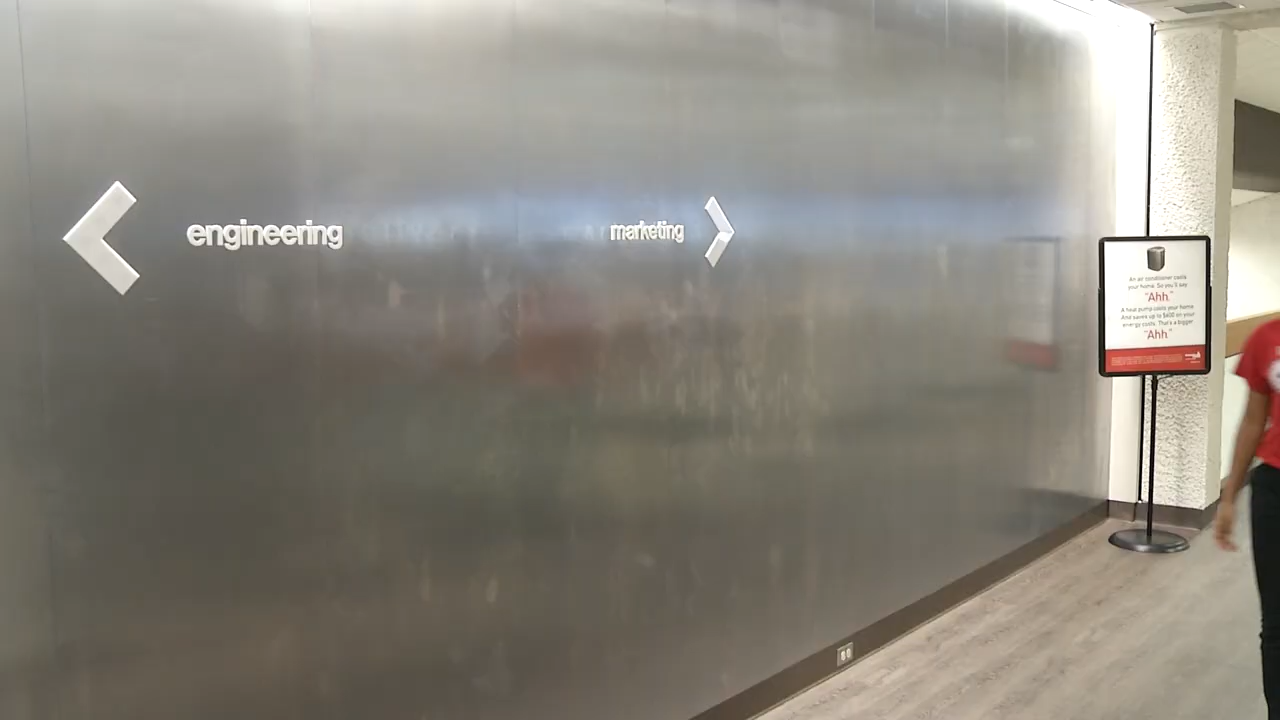 engineering
marketing
An air conditioner cools
your home. So you'll say
"Ahh."
A heat pump cools your home.
And saves up to $600 on your
energy costs. That's a bigger
"Ahh."